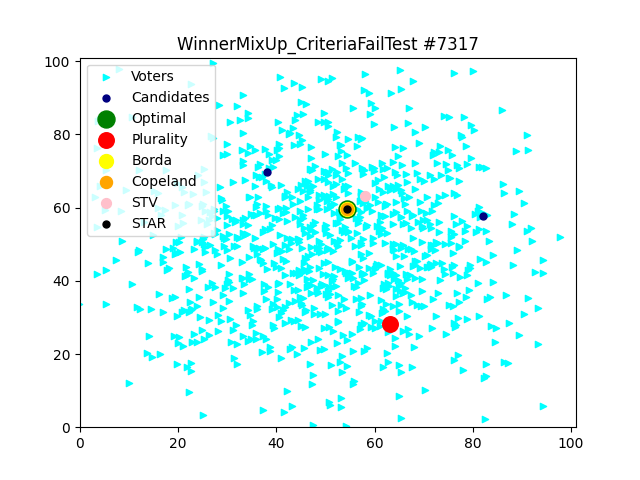 WinnerMixUp_CriteriaFailTest #7317
100
80
60
40
20
0
0
20
40
60
80
100
Voters
Candidates
Optimal
Plurality
Borda
Copeland
STV
STAR